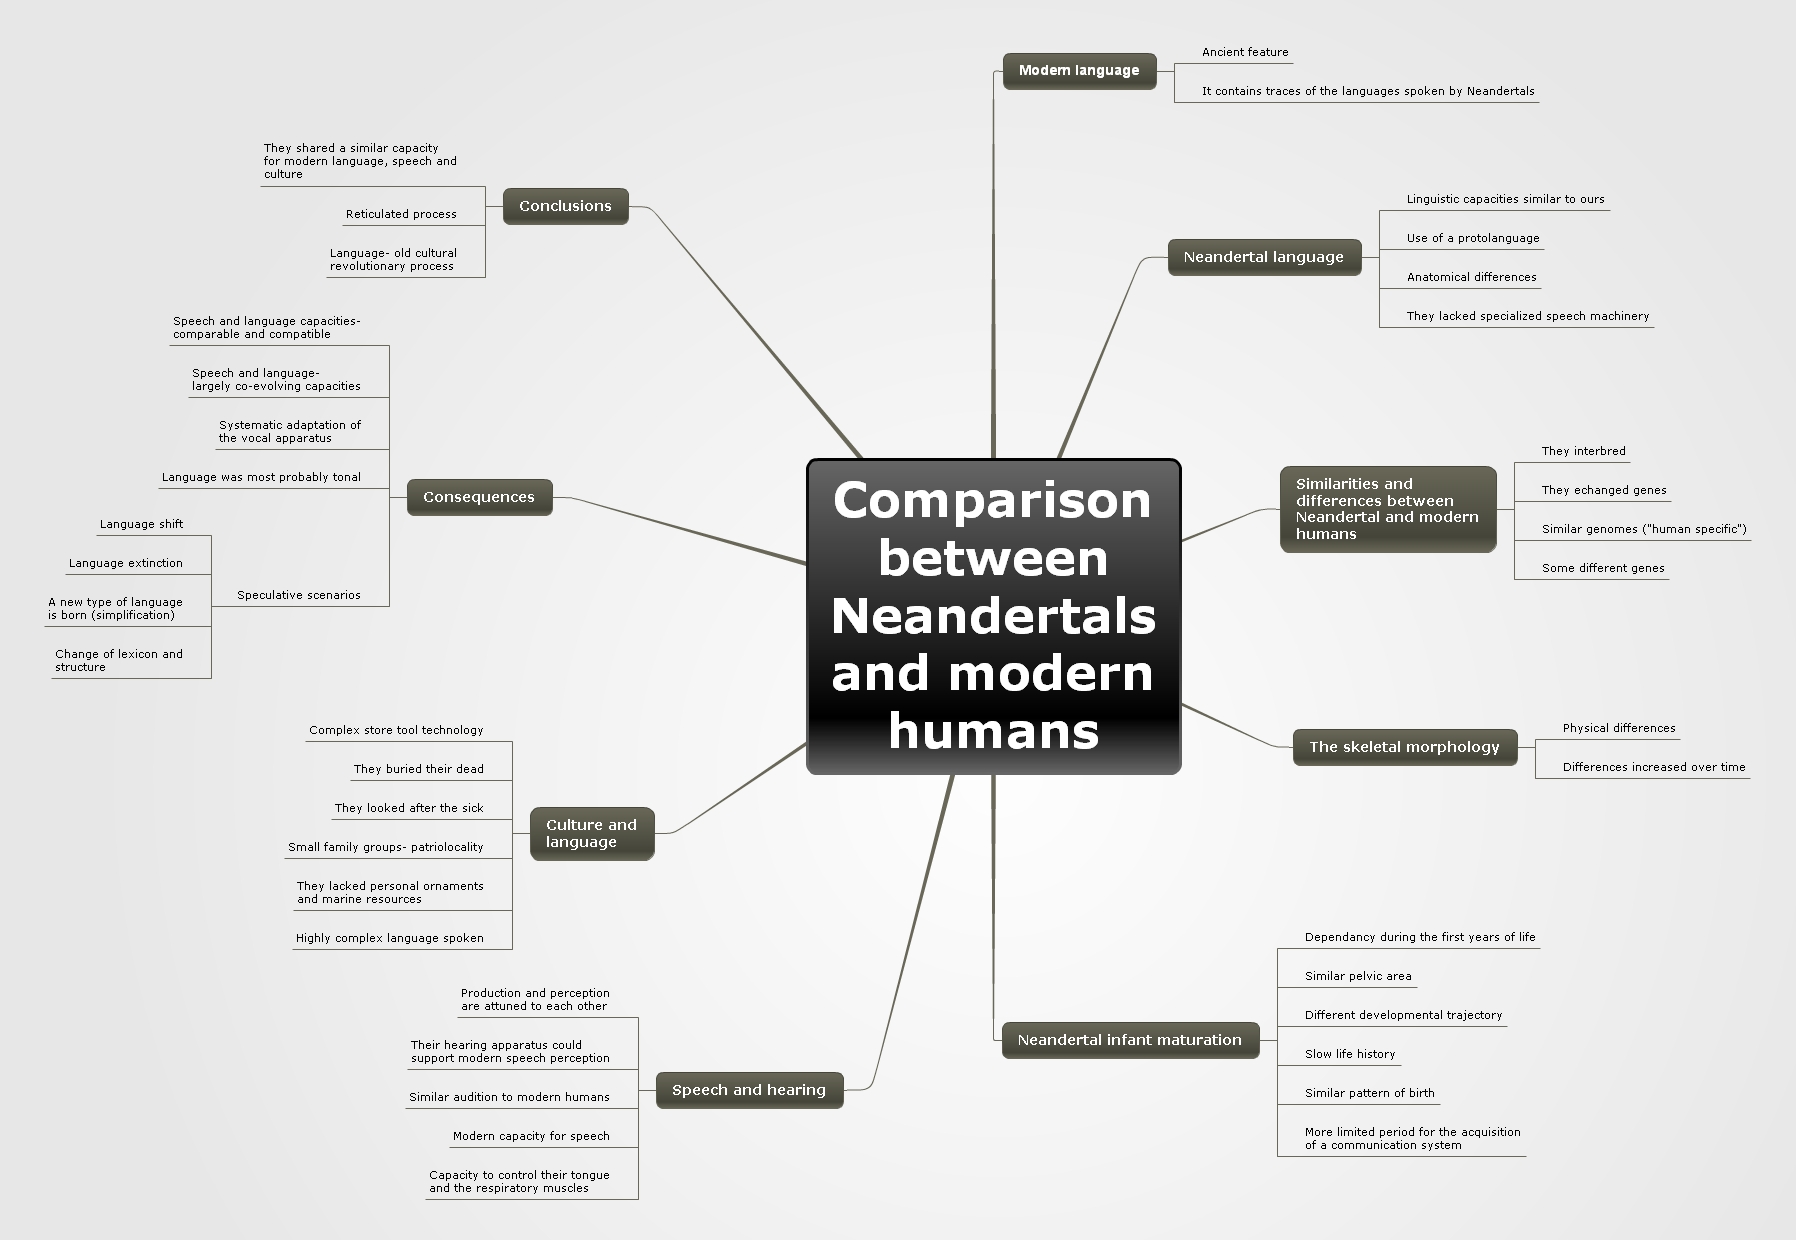 Comparison
between
Neandertals
and modern
humans
Modern language
Ancient feature
It contains traces of the languages spoken by Neandertals
Neandertal language
Linguistic capacities similar to ours
Use of a protolanguage
Anatomical differences
They lacked specialized speech machinery
Similarities and
differences between
Neandertal and modern
humans
They interbred
They echanged genes
Similar genomes ("human specific")
Some different genes
The skeletal morphology
Physical differences
Differences increased over time
Neandertal infant maturation
Dependancy during the first years of life
Similar pelvic area
Different developmental trajectory
Slow life history
Similar pattern of birth
More limited period for the acquisition
of a communication system
Speech and hearing
Production and perception
are attuned to each other
Their hearing apparatus could
support modern speech perception
Similar audition to modern humans
Modern capacity for speech
Capacity to control their tongue
and the respiratory muscles
Culture and
language
Complex store tool technology
They buried their dead
They looked after the sick
Small family groups- patriolocality
They lacked personal ornaments
and marine resources
Highly complex language spoken
Consequences
Speech and language capacities-
comparable and compatible
Speech and language-
largely co-evolving capacities
Systematic adaptation of
the vocal apparatus
Language was most probably tonal
Speculative scenarios
Language shift
Language extinction
A new type of language
is born (simplification)
Change of lexicon and
structure
Conclusions
They shared a similar capacity
for modern language, speech and
culture
Reticulated process
Language- old cultural
revolutionary process